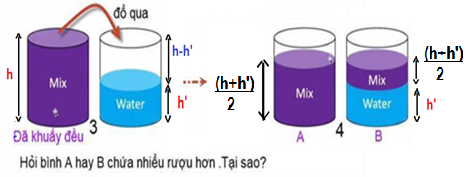 đổ qua
h
Mix
h-h'
Water
h'
Đã khuấy đều
3
(h+h')
2
Mix
A
4
Mix
Water
B
(h+h')
2
h'
Hỏi bình A hay B chứa nhiều rượu hơn .Tại sao?